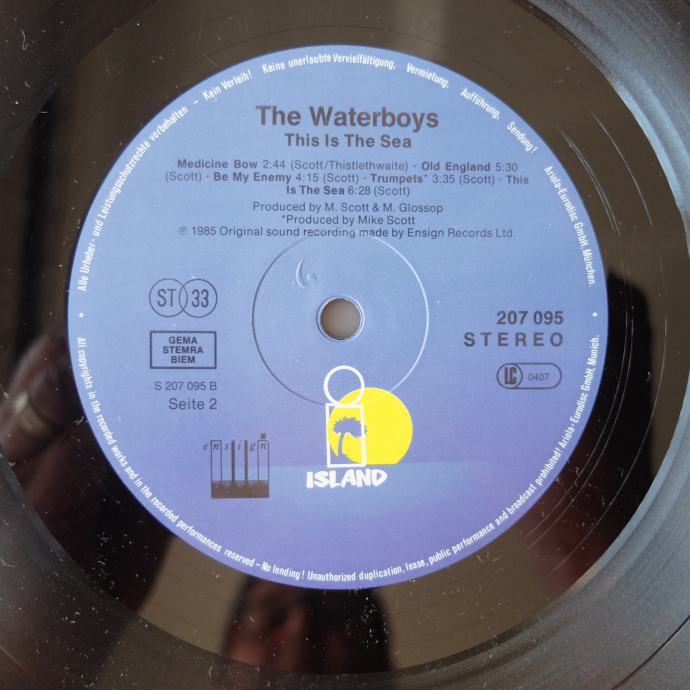 Alle Urheber- und Leistungsschutzrechte vorbehalten – Kein Verleih! Keine unerlaubte Vervielfältigung, Vermietung, Aufführung, Sendung! Ariola-Eurodisc GmbH, München.
The Waterboys
This Is The Sea
Medicine Bow 2:44 (Scott/Thistlethwaite) · Old England 5:30
(Scott) · Be My Enemy 4:15 (Scott) · Trumpets* 3:35 (Scott) · This
Is The Sea 6:28 (Scott)
Produced by M. Scott & M. Glossop
*Produced by Mike Scott
℗ 1985 Original sound recording made by Ensign Records Ltd.
ST 33
207 095
STEREO
GEMA
STEMRA
BIEM
LC 0407
S 207 095 B
Seite 2
ensign
ISLAND
All copyrights in the recorded works and in the recorded performances reserved – No lending! Unauthorized duplication, lease, public performance and broadcast prohibited! Ariola-Eurodisc GmbH, Munich.